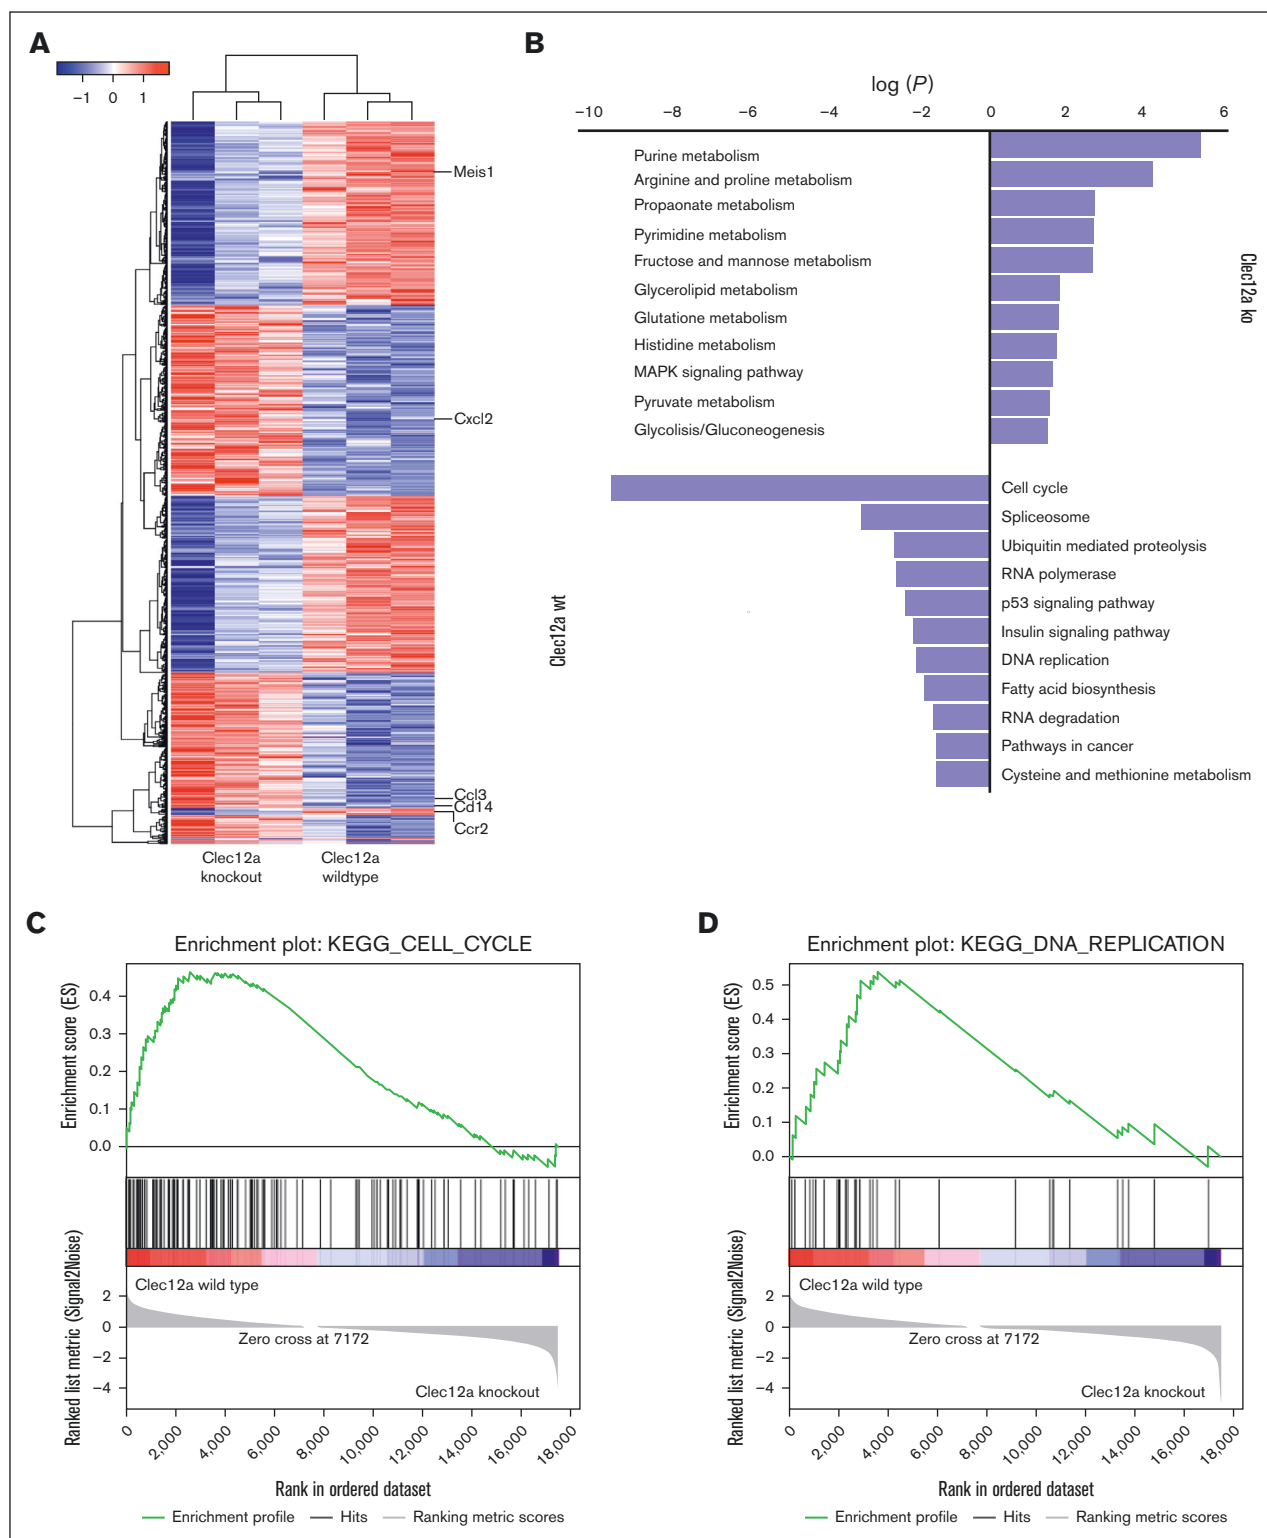 A
−1 0 1
Meis1
Cxcl2
Ccl3
Cd14
Ccr2
Clec12a
knockout
Clec12a
wildtype
B
log (P)
−10 −8 −6 −4 −2 0 2 4 6
Purine metabolism
Arginine and proline metabolism
Propaonate metabolism
Pyrimidine metabolism
Fructose and mannose metabolism
Glycerolipid metabolism
Glutatione metabolism
Histidine metabolism
MAPK signaling pathway
Pyruvate metabolism
Glycolisis/Gluconeogenesis
Clec12a ko
Cell cycle
Spliceosome
Ubiquitin mediated proteolysis
RNA polymerase
p53 signaling pathway
Insulin signaling pathway
DNA replication
Fatty acid biosynthesis
RNA degradation
Pathways in cancer
Cysteine and methionine metabolism
Clec12a wt
C
Enrichment plot: KEGG_CELL_CYCLE
Enrichment score (ES)
0.4
0.3
0.2
0.1
0.0
Ranked list metric (Signal2Noise)
2
0
−2
−4
Clec12a wild type
Zero cross at 7172
Clec12a knockout
0 2,000 4,000 6,000 8,000 10,000 12,000 14,000 16,000 18,000
Rank in ordered dataset
Enrichment profile Hits Ranking metric scores
D
Enrichment plot: KEGG_DNA_REPLICATION
Enrichment score (ES)
0.5
0.4
0.3
0.2
0.1
0.0
Ranked list metric (Signal2Noise)
2
0
−2
−4
Clec12a wild type
Zero cross at 7172
Clec12a knockout
0 2,000 4,000 6,000 8,000 10,000 12,000 14,000 16,000 18,000
Rank in ordered dataset
Enrichment profile Hits Ranking metric scores